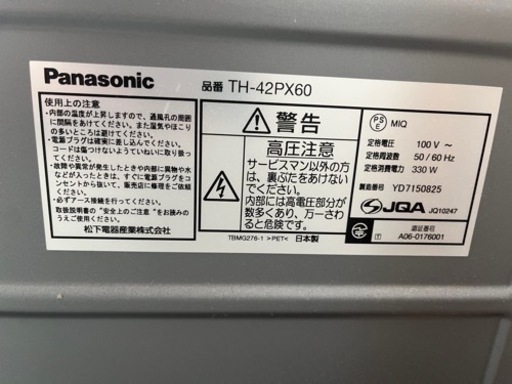 Panasonic
品番 TH-42PX60
使用上の注意
・内部の温度が上昇しますので、通風孔の周囲
に間隔をあけてください。また湿気やほこり
の多いところは避けてください。
・電源プラグは確実に差し込んでください。
コードは傷つけないようていねいに取り扱っ
てください。
・万一異常が発生したときや内部に異物や水
などが入ったときは、すぐに電源プラグをコン
セントから抜いて、販売店に修理をご依頼くだ
さい。
・必ずアース接続を行ってください。
取扱説明書の"安全上のご注意"をお読みの
うえご使用ください。
松下電器産業株式会社
警告
高圧注意
サービスマン以外の方
は、裏ぶたをあけない
でください。
内部には高電圧部分が
数多くあり、万一さわ
ると危険です。
TBMG276-1 >PET< 日本製
PS
E
MIQ
定格電圧 100 V～
定格周波数 50/60 Hz
定格消費電力 330 W
製造番号 YD7150825
JQA JQ10247
認証番号
A06-0176001